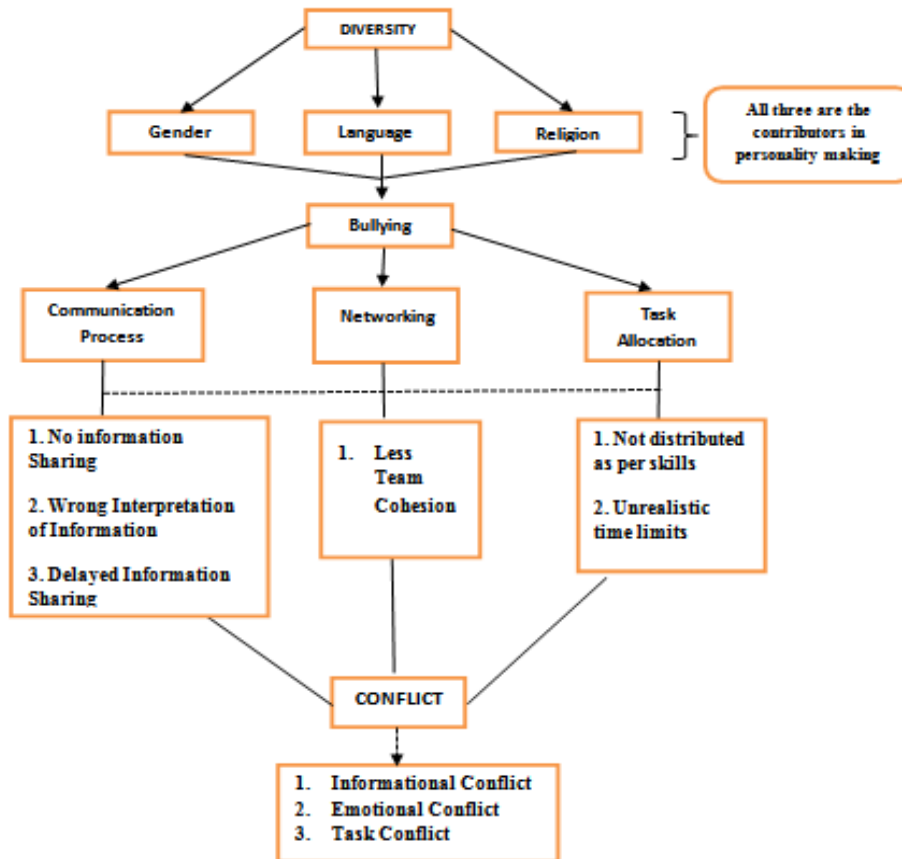 DIVERSITY
Gender
Language
Religion
All three are the
contributors in
personality making
Bullying
Communication
Process
Networking
Task
Allocation
1. No information
Sharing
2. Wrong Interpretation
of Information
3. Delayed Information
Sharing
1. Less
Team
Cohesion
1. Not distributed
as per skills
2. Unrealistic
time limits
CONFLICT
1. Informational Conflict
2. Emotional Conflict
3. Task Conflict